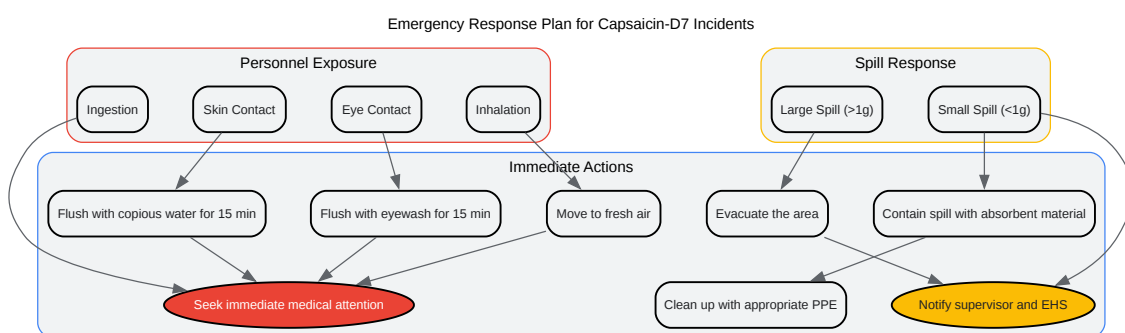 Emergency Response Plan for Capsaicin-D7 Incidents
Personnel Exposure
Spill Response
Ingestion
Skin Contact
Eye Contact
Inhalation
Large Spill (>1g)
Small Spill (<1g)
Immediate Actions
Flush with copious water for 15 min
Flush with eyewash for 15 min
Move to fresh air
Evacuate the area
Contain spill with absorbent material
Seek immediate medical attention
Clean up with appropriate PPE
Notify supervisor and EHS